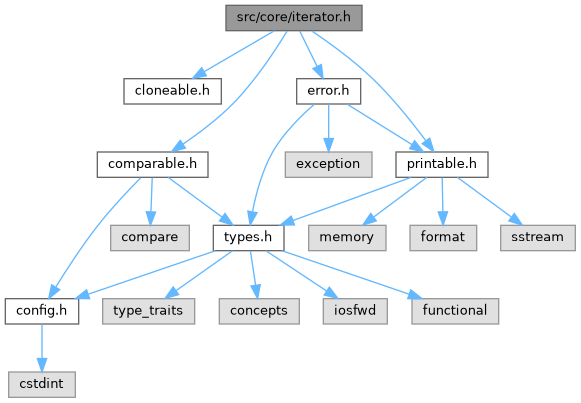 src/core/iterator.h
cloneable.h
error.h
comparable.h
exception
printable.h
compare
types.h
memory
format
sstream
config.h
type_traits
concepts
iosfwd
functional
cstdint